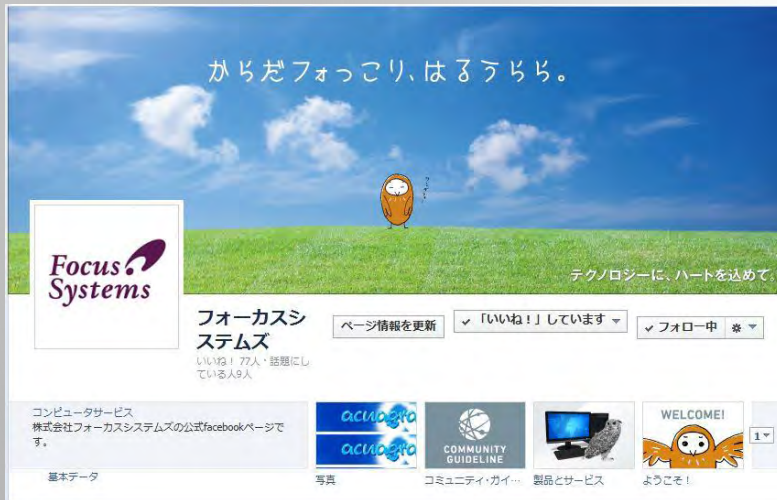 からだフォっこり、はるうらら。
テクノロジーに、ハートを込めて。
Focus
Systems
フォーカスシ
ステムズ
いいね! 77人・話題にし
ている人9人
ページ情報を更新
「いいね!」しています
フォロー中
コンピュータサービス
株式会社フォーカスシステムズの公式facebookページで
す。
基本データ
acuagra
acuagra
写真
COMMUNITY
GUIDELINE
コミュニティ・ガイ…
製品とサービス
WELCOME!
ようこそ!
1